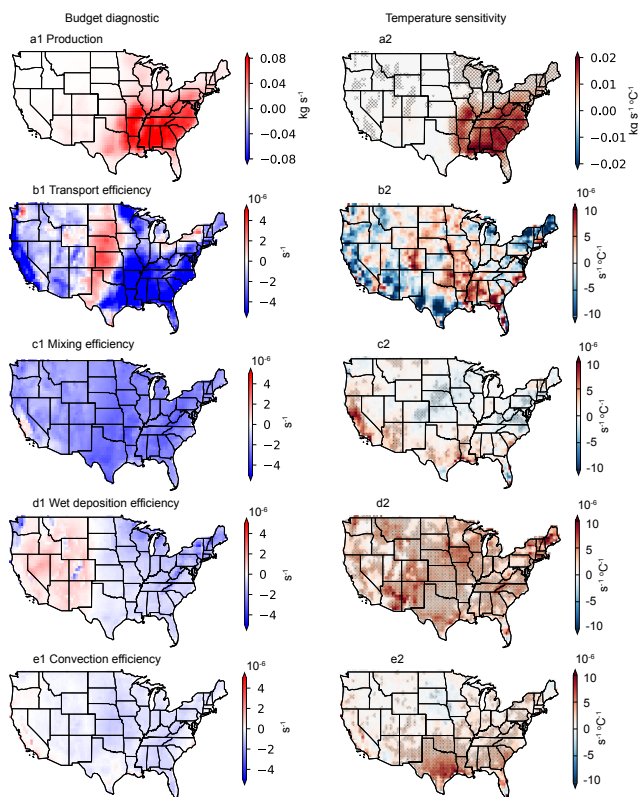 Budget diagnostic
Temperature sensitivity
a1 Production
0.08
0.04
0.00
−0.04
−0.08
kg s⁻¹
a2
0.02
0.01
0.00
−0.01
−0.02
kg s⁻¹ °C⁻¹
b1 Transport efficiency
10⁻⁶
4
2
0
−2
−4
s⁻¹
b2
10⁻⁶
10
5
0
-5
-10
s⁻¹ °C⁻¹
c1 Mixing efficiency
10⁻⁶
4
2
0
−2
−4
s⁻¹
c2
10⁻⁶
10
5
0
-5
-10
s⁻¹ °C⁻¹
d1 Wet deposition efficiency
10⁻⁶
4
2
0
−2
−4
s⁻¹
d2
10⁻⁶
10
5
0
-5
-10
s⁻¹ °C⁻¹
e1 Convection efficiency
10⁻⁶
4
2
0
−2
−4
s⁻¹
e2
10⁻⁶
10
5
0
-5
-10
s⁻¹ °C⁻¹